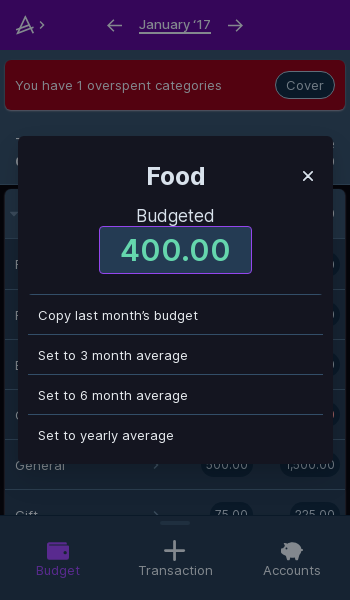 January ‘17
You have 1 overspent categories
Cover
Food
Budgeted
400.00
Copy last month’s budget
Set to 3 month average
Set to 6 month average
Set to yearly average
General 500.00 1,500.00
Gift 75.00 225.00
Budget Transaction Accounts